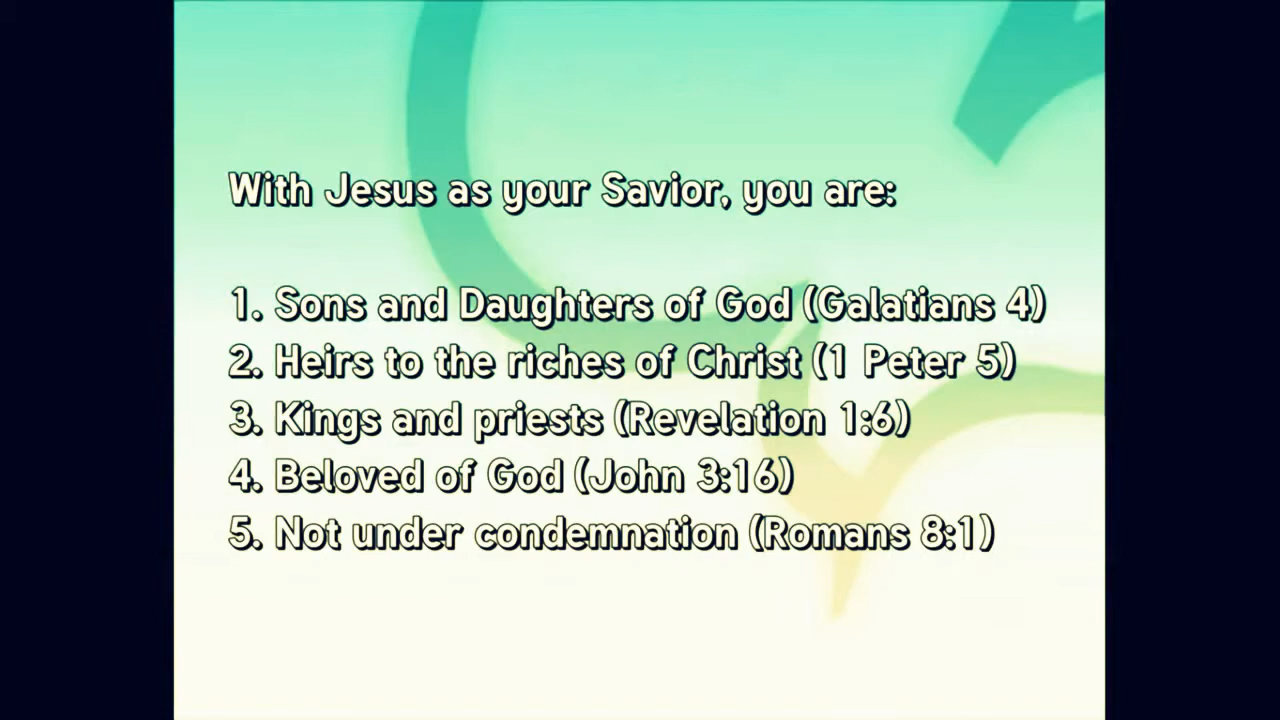 With Jesus as your Savior, you are:
1. Sons and Daughters of God (Galatians 4)
2. Heirs to the riches of Christ (1 Peter 5)
3. Kings and priests (Revelation 1:6)
4. Beloved of God (John 3:16)
5. Not under condemnation (Romans 8:1)